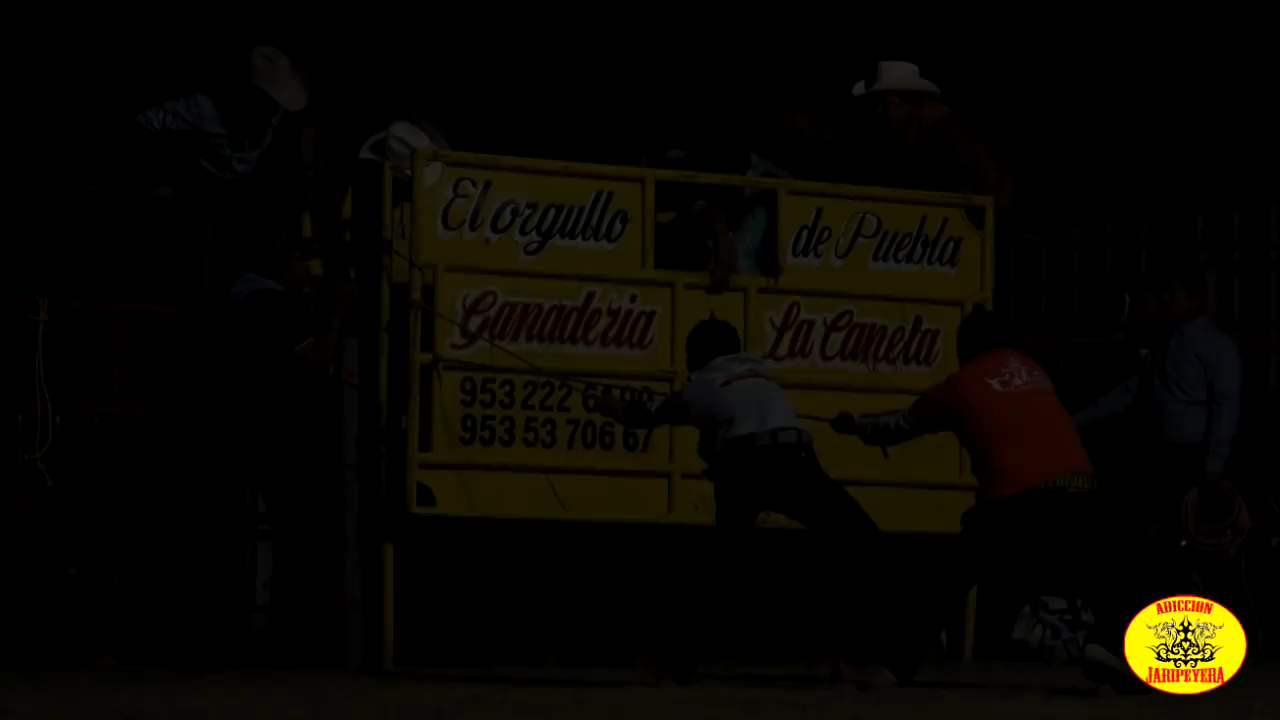 El orgullo de Puebla
Ganaderia La Caneta
953 222
953 53 706 67
ADICCION
JARIPEYERA